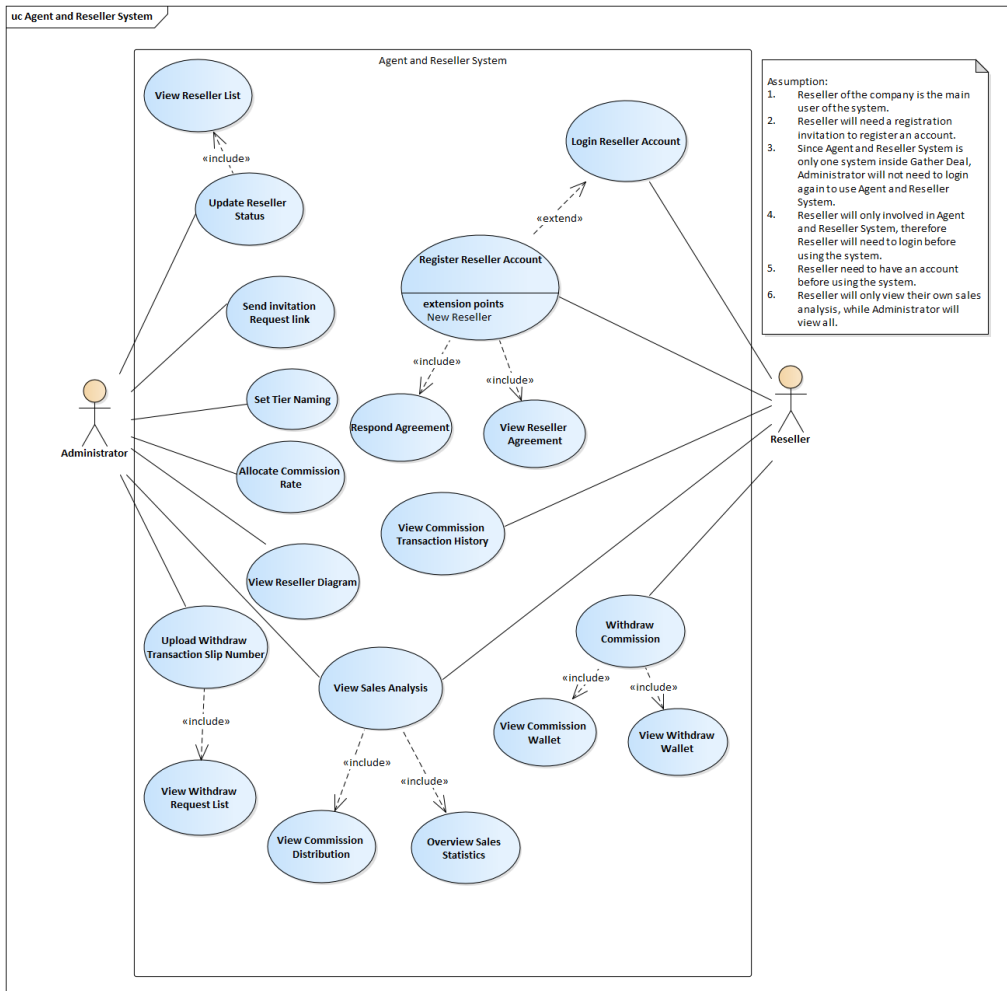 uc Agent and Reseller System
Agent and Reseller System
View Reseller List
«include»
Update Reseller
Status
Login Reseller Account
«extend»
Register Reseller Account
extension points
New Reseller
«include»
«include»
Respond Agreement
View Reseller
Agreement
Send invitation
Request link
Set Tier Naming
Allocate Commission
Rate
Administrator
Reseller
View Commission
Transaction History
View Reseller Diagram
Upload Withdraw
Transaction Slip Number
«include»
View Withdraw
Request List
View Sales Analysis
«include»
«include»
View Commission
Distribution
Overview Sales
Statistics
Withdraw
Commission
«include»
«include»
View Commission
Wallet
View Withdraw
Wallet
Assumption:
1. Reseller of the company is the main
user of the system.
2. Reseller will need a registration
invitation to register an account.
3. Since Agent and Reseller System is
only one system inside Gather Deal,
Administrator will not need to login
again to use Agent and Reseller
System.
4. Reseller will only involved in Agent
and Reseller System, therefore
Reseller will need to login before
using the system.
5. Reseller need to have an account
before using the system.
6. Reseller will only view their own sales
analysis, while Administrator will
view all.